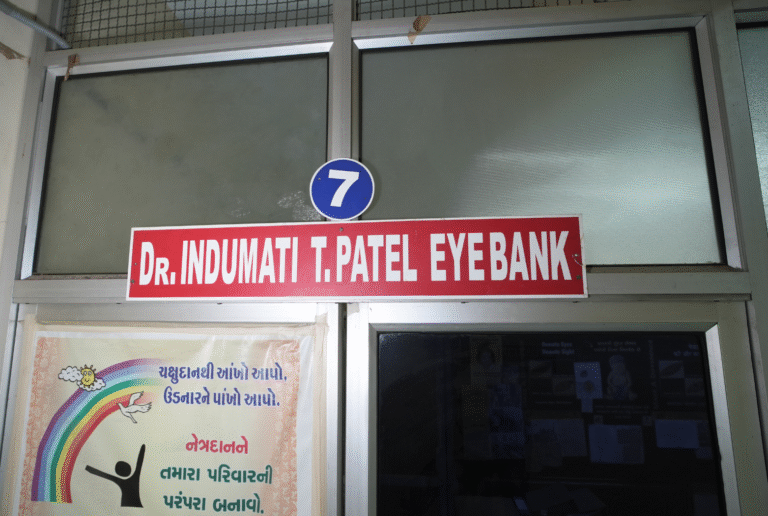 7
DR. INDUMATI T. PATEL EYE BANK
ચક્ષુદાનથી આંખો આપો,
ઉડનારને પાંખો આપો.
નેત્રદાનને
તમારા પરિવારની
પરંપરા બનાવો.